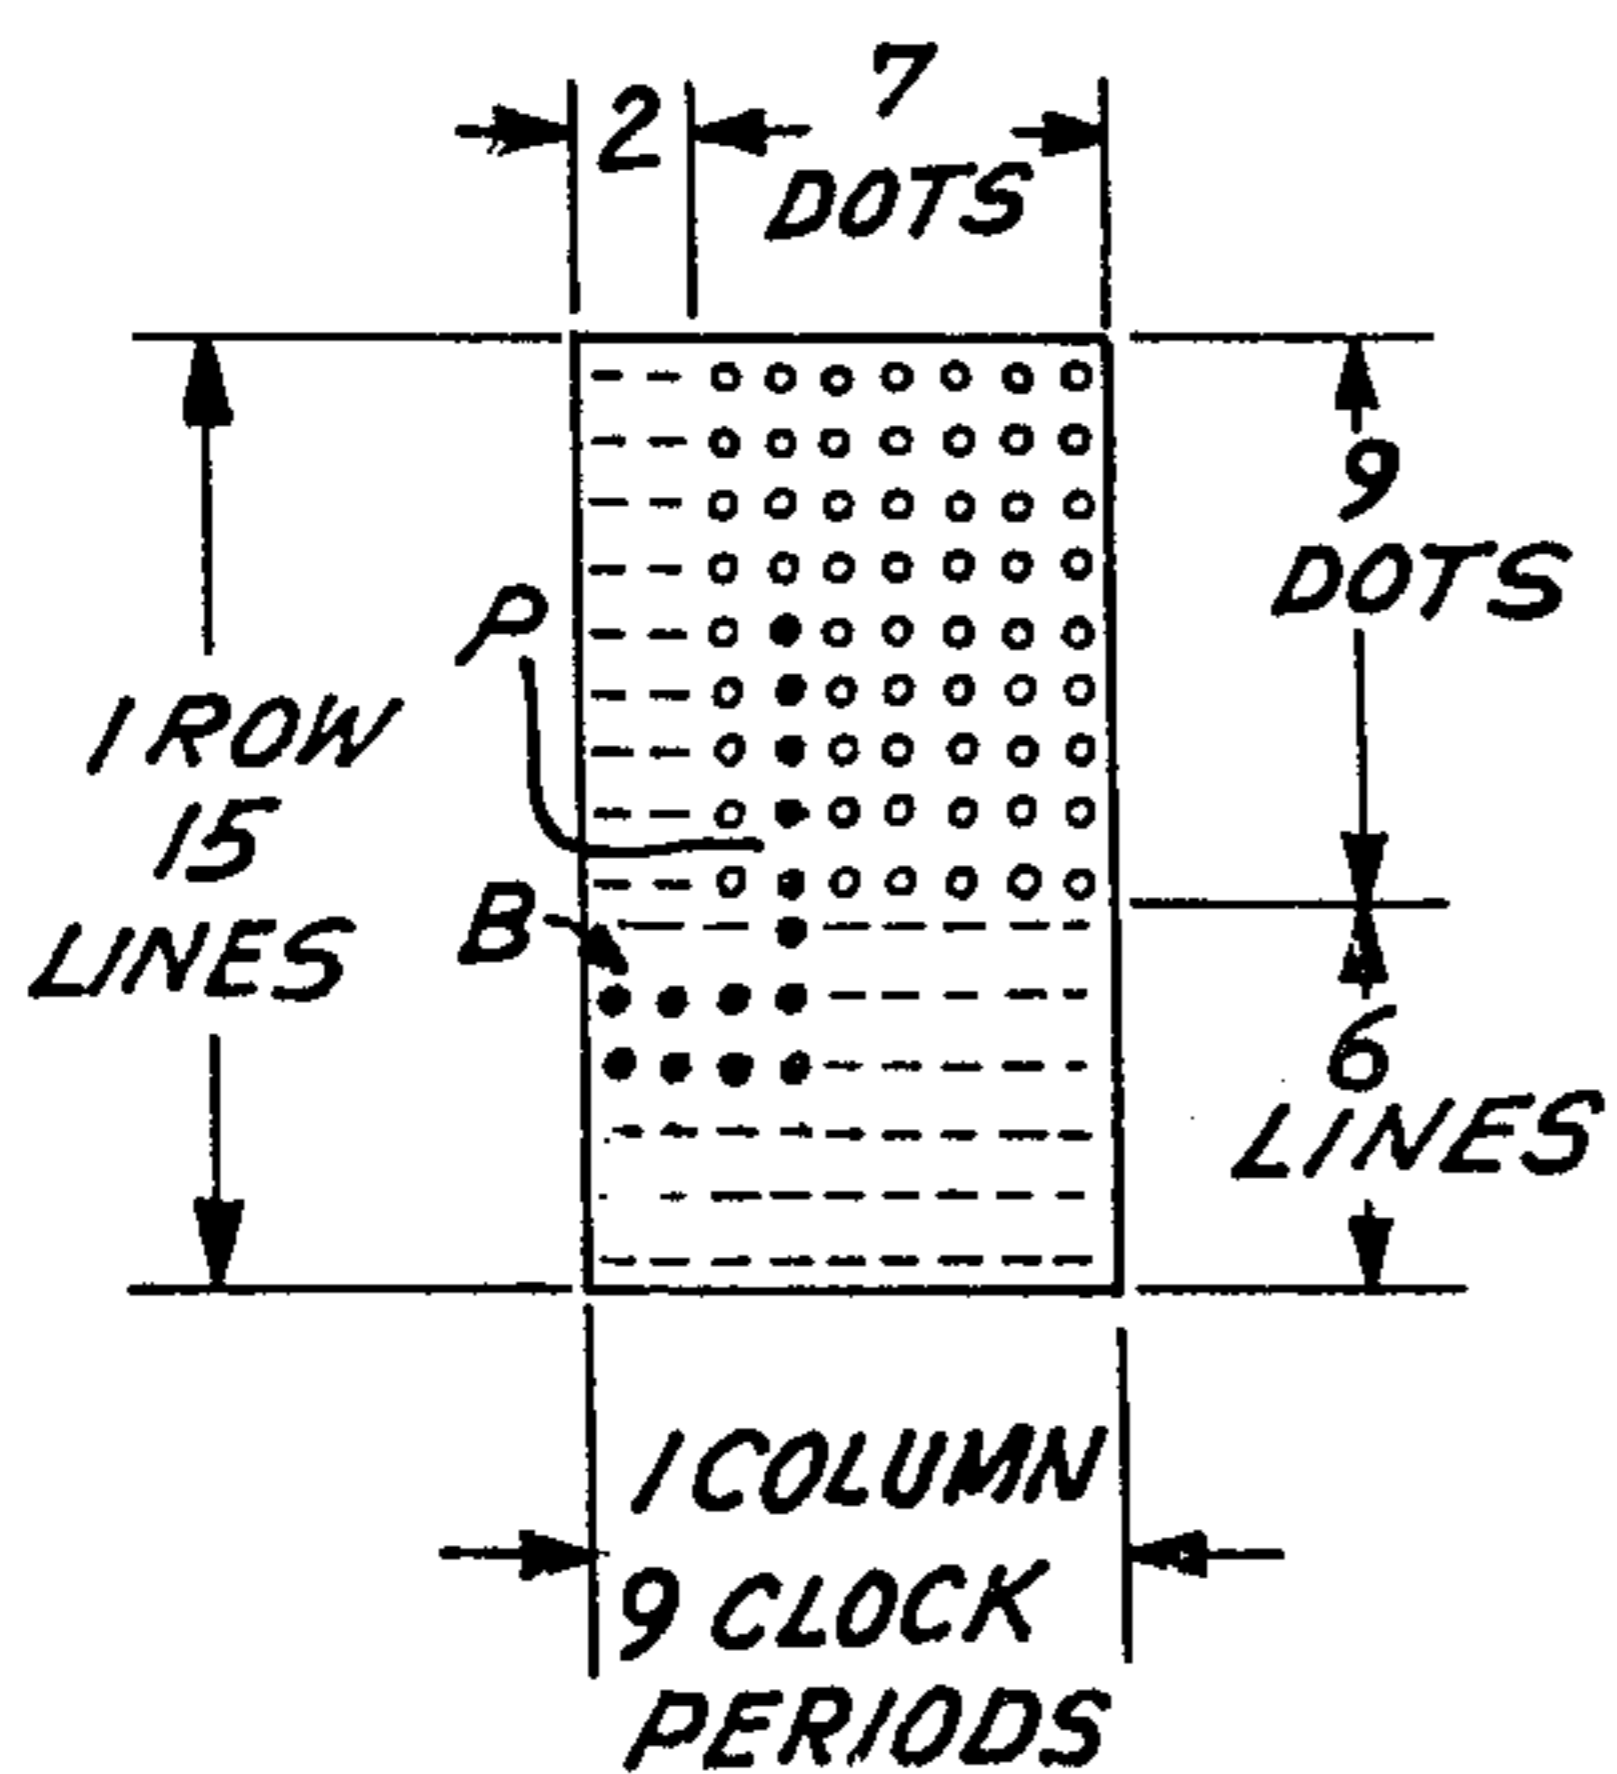 2
7
DOTS
9
DOTS
P
1 ROW
15
LINES
B
6
LINES
1 COLUMN
9 CLOCK
PERIODS